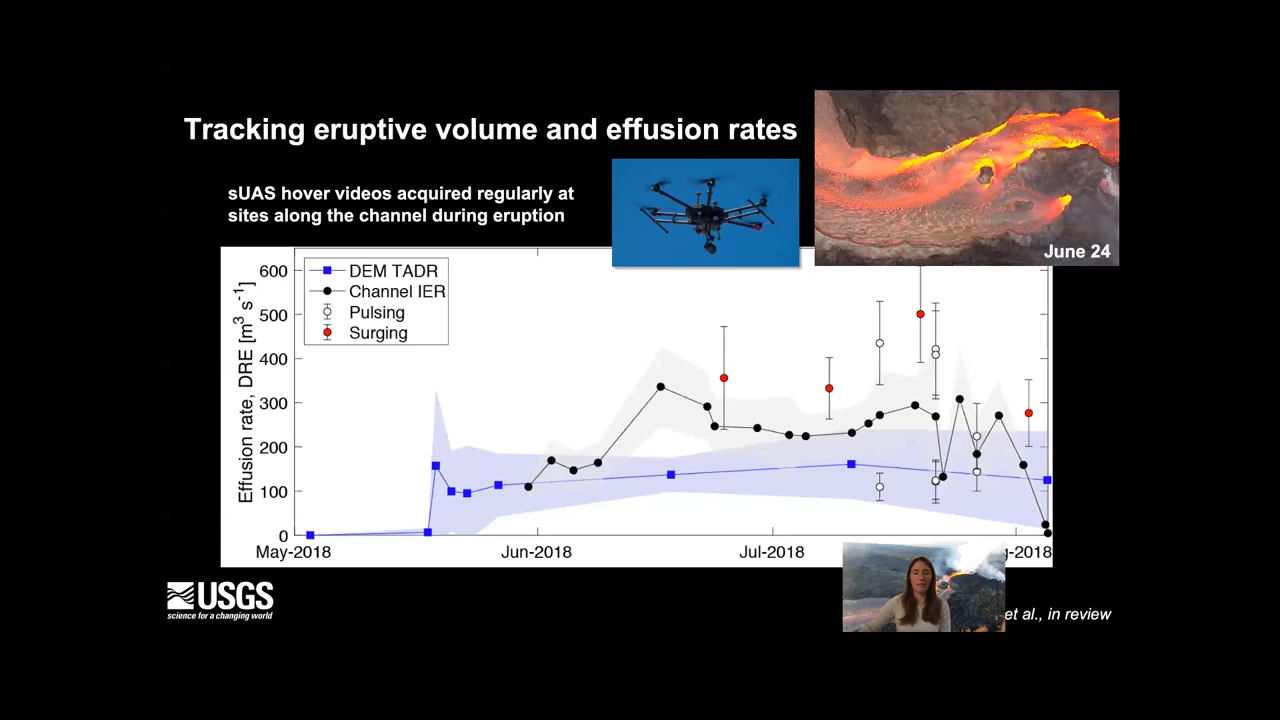 Tracking eruptive volume and effusion rates
sUAS hover videos acquired regularly at
sites along the channel during eruption
June 24
DEM TADR
Channel IER
Pulsing
Surging
Effusion rate, DRE [m³ s⁻¹]
600
500
400
300
200
100
0
May-2018
Jun-2018
Jul-2018
-2018
USGS
science for a changing world
et al., in review